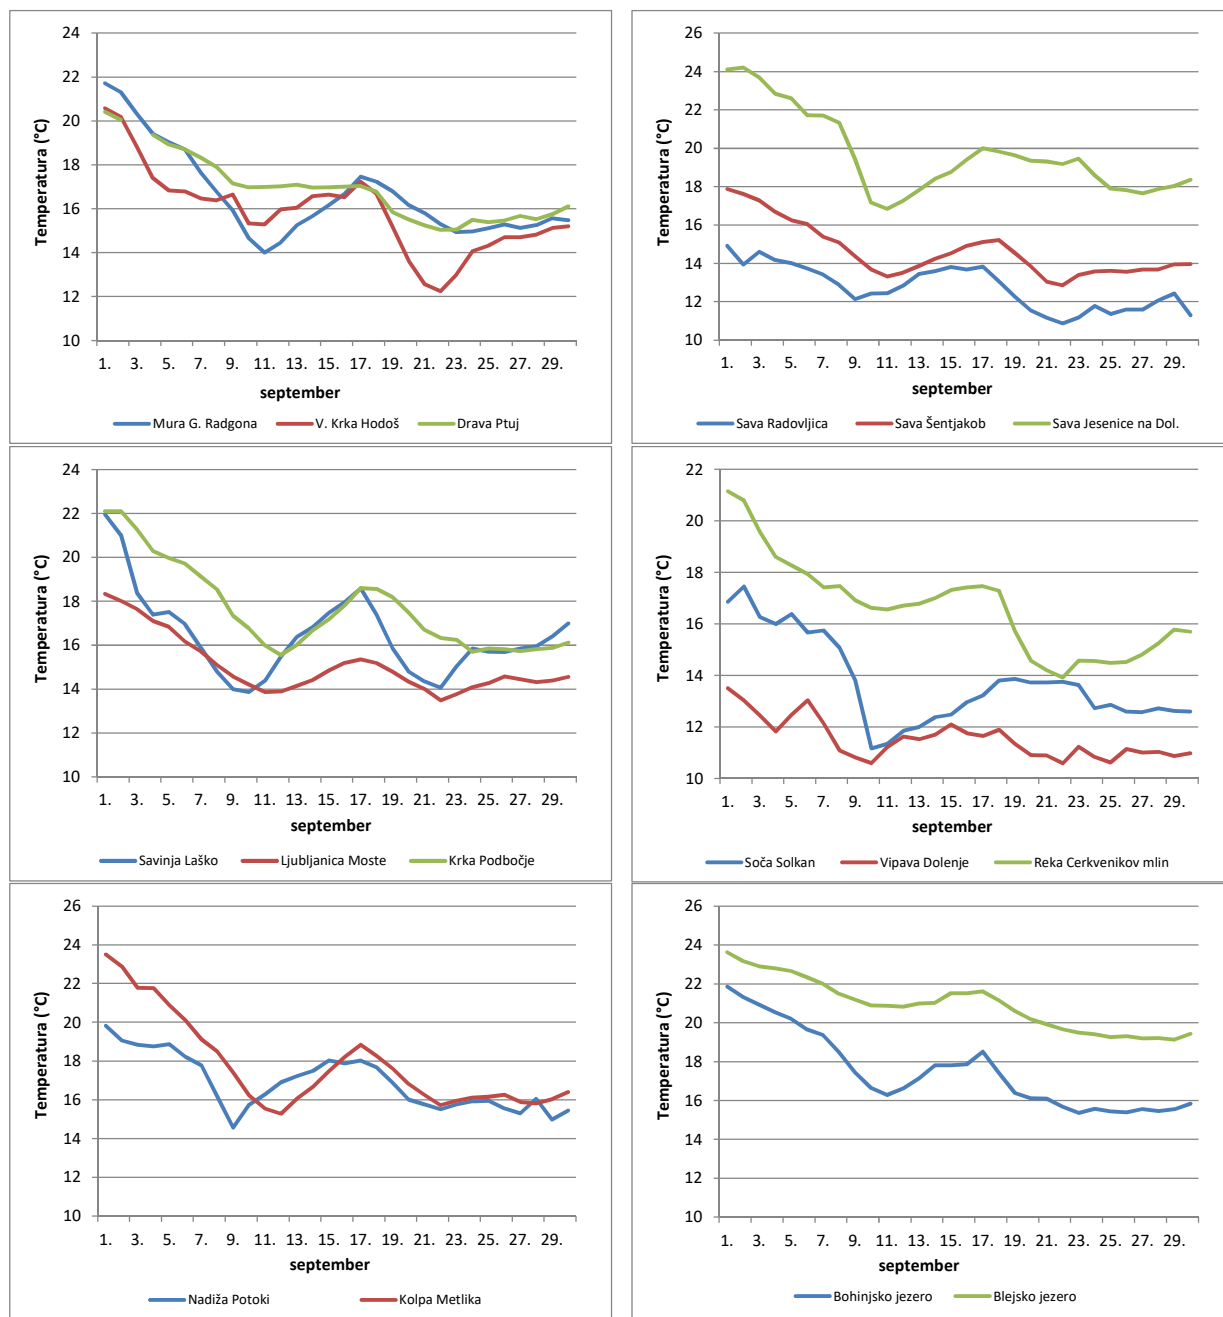 24
22
20
18
16
14
12
10
Temperatura (°C)
1. 3. 5. 7. 9. 11. 13. 15. 17. 19. 21. 23. 25. 27. 29.
september
Mura G. Radgona V. Krka Hodoš Drava Ptuj
26
24
22
20
18
16
14
12
10
Temperatura (°C)
1. 3. 5. 7. 9. 11. 13. 15. 17. 19. 21. 23. 25. 27. 29.
september
Sava Radovljica Sava Šentjakob Sava Jesenice na Dol.
24
22
20
18
16
14
12
10
Temperatura (°C)
1. 3. 5. 7. 9. 11. 13. 15. 17. 19. 21. 23. 25. 27. 29.
september
Savinja Laško Ljubljanica Moste Krka Podbočje
22
20
18
16
14
12
10
Temperatura (°C)
1. 3. 5. 7. 9. 11. 13. 15. 17. 19. 21. 23. 25. 27. 29.
september
Soča Solkan Vipava Dolenje Reka Cerkvenikov mlin
26
24
22
20
18
16
14
12
10
Temperatura (°C)
1. 3. 5. 7. 9. 11. 13. 15. 17. 19. 21. 23. 25. 27. 29.
september
Nadiža Potoki Kolpa Metlika
26
24
22
20
18
16
14
12
10
Temperatura (°C)
1. 3. 5. 7. 9. 11. 13. 15. 17. 19. 21. 23. 25. 27. 29.
september
Bohinjsko jezero Blejsko jezero